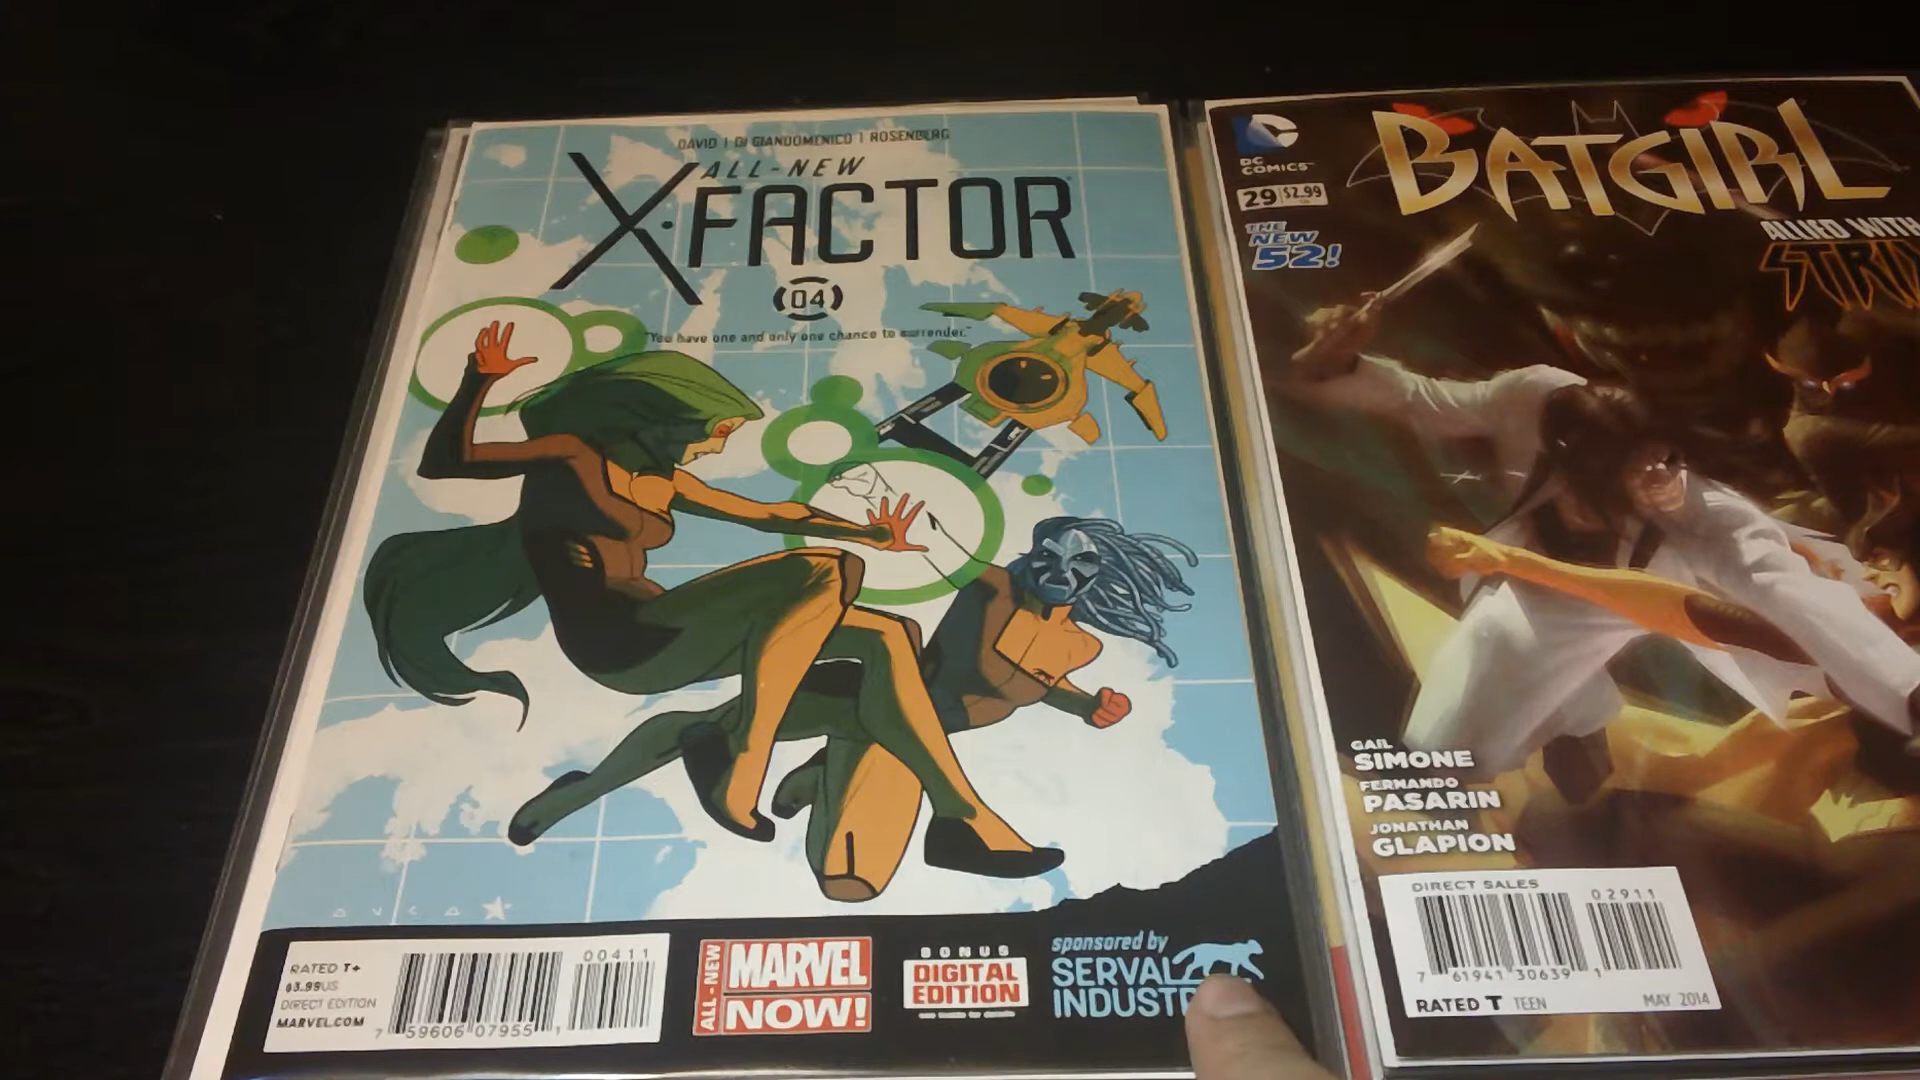 DAVID | DI GIANDOMENICO | ROSENBERG
ALL-NEW
X-FACTOR
(04)
"You have one and only one chance to surrender."
RATED T+
$3.99US
DIRECT EDITION
MARVEL.COM
00411
7 59606 07955 1
ALL-NEW
MARVEL
NOW!
BONUS
DIGITAL
EDITION
sponsored by
SERVAL
DC
COMICS™
29 $2.99
THE
NEW
52!
BATGIRL
ALLIED WITH
GAIL
SIMONE
FERNANDO
PASARIN
JONATHAN
GLAPION
DIRECT SALES
02911
7 61941 30639 1
RATED T TEEN
MAY 2014